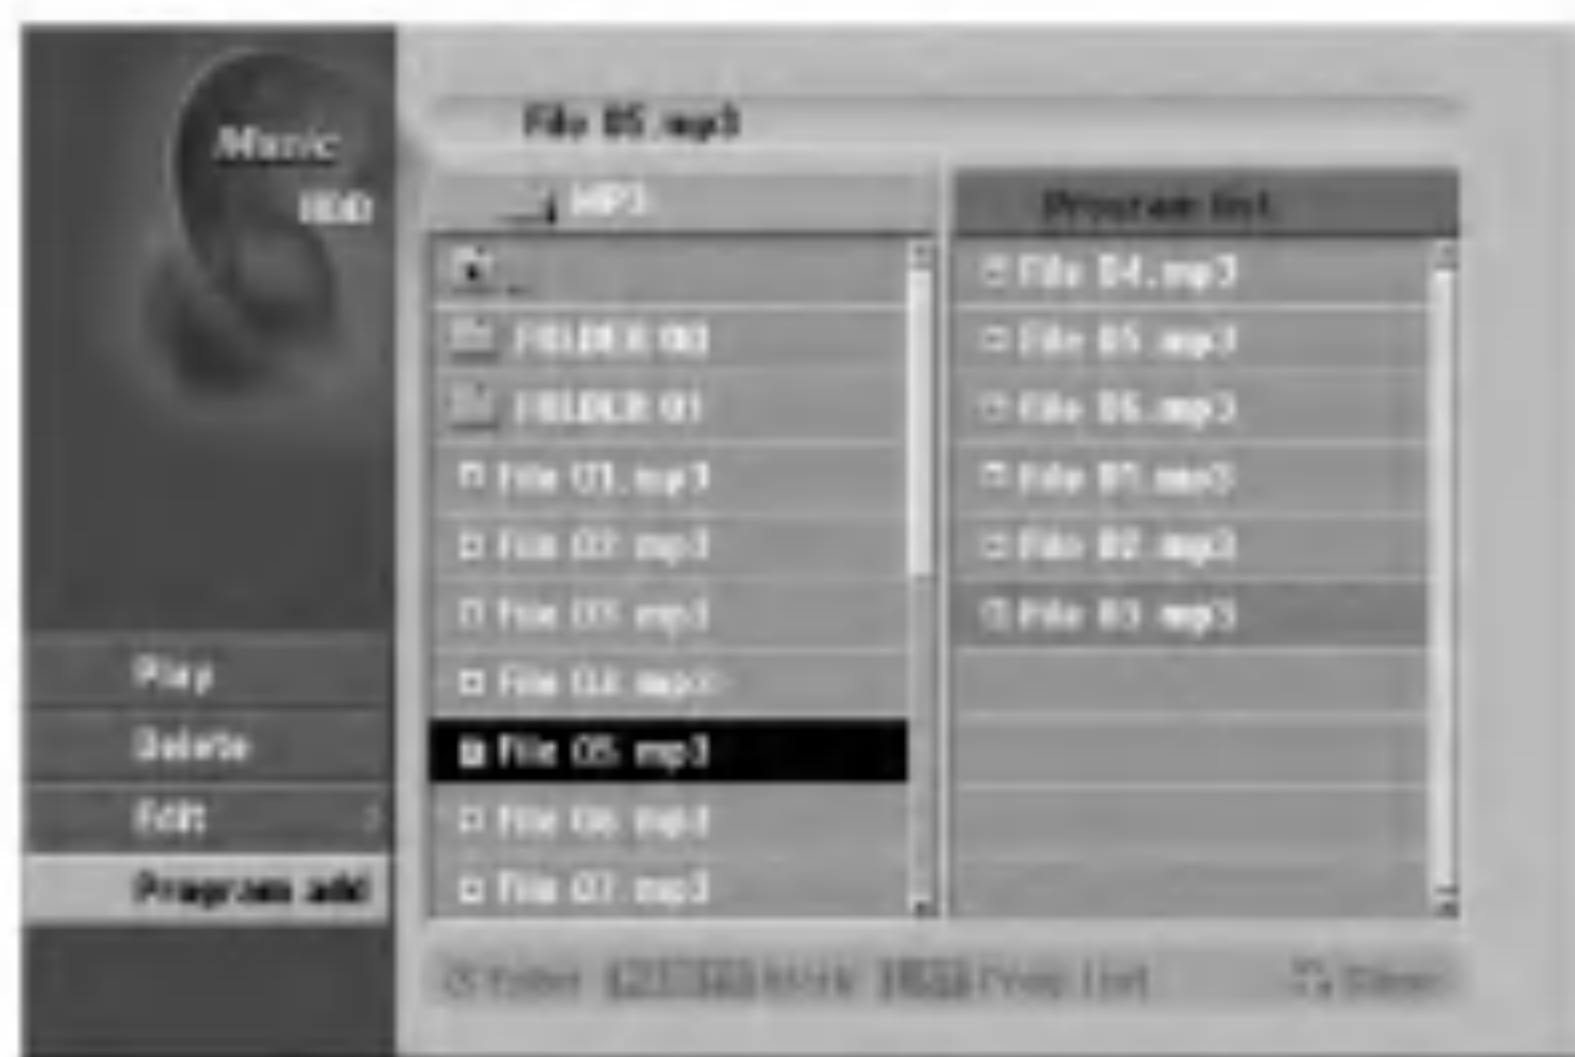 Music
HDD
Play
Delete
Edit
Program add
File 05.mp3
MP3
..
FOLDER 00
FOLDER 01
File 01.mp3
File 02.mp3
File 03.mp3
File 04.mp3
File 05.mp3
File 06.mp3
File 07.mp3
Program list
File 04.mp3
File 05.mp3
File 06.mp3
File 01.mp3
File 02.mp3
File 03.mp3
Prog list